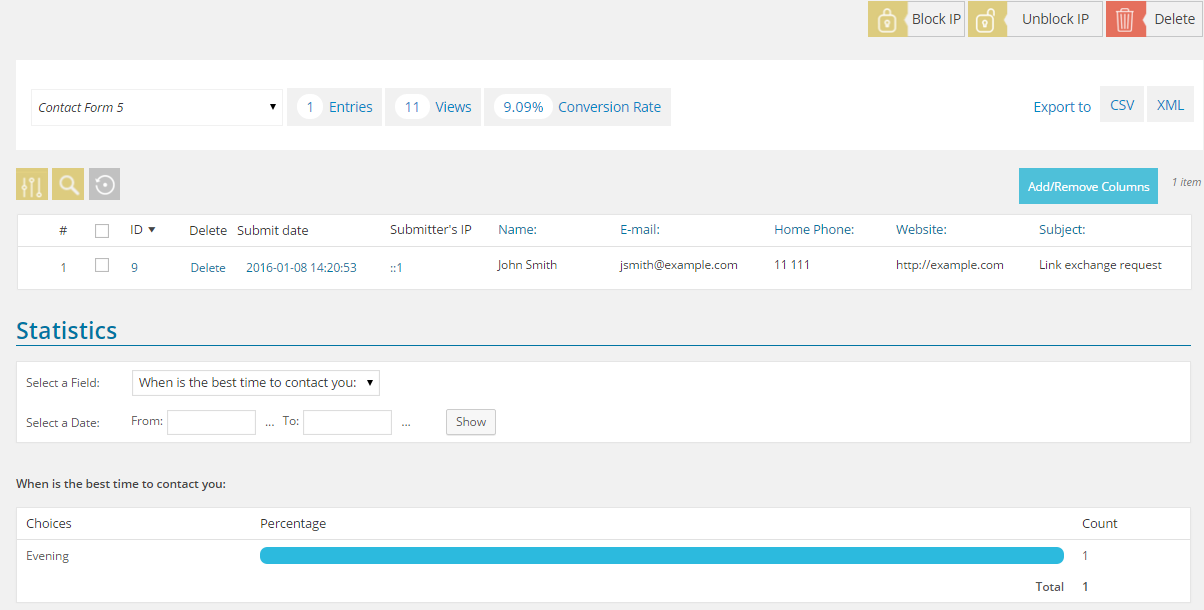 Block IP Unblock IP Delete
Contact Form 5 1 Entries 11 Views 9.09% Conversion Rate Export to CSV XML
Add/Remove Columns 1 item
# ID Delete Submit date Submitter's IP Name: E-mail: Home Phone: Website: Subject:
1 9 Delete 2016-01-08 14:20:53 ::1 John Smith jsmith@example.com 11 111 http://example.com Link exchange request
Statistics
Select a Field: When is the best time to contact you:
Select a Date: From: ... To: ... Show
When is the best time to contact you:
Choices Percentage Count
Evening 1
Total 1